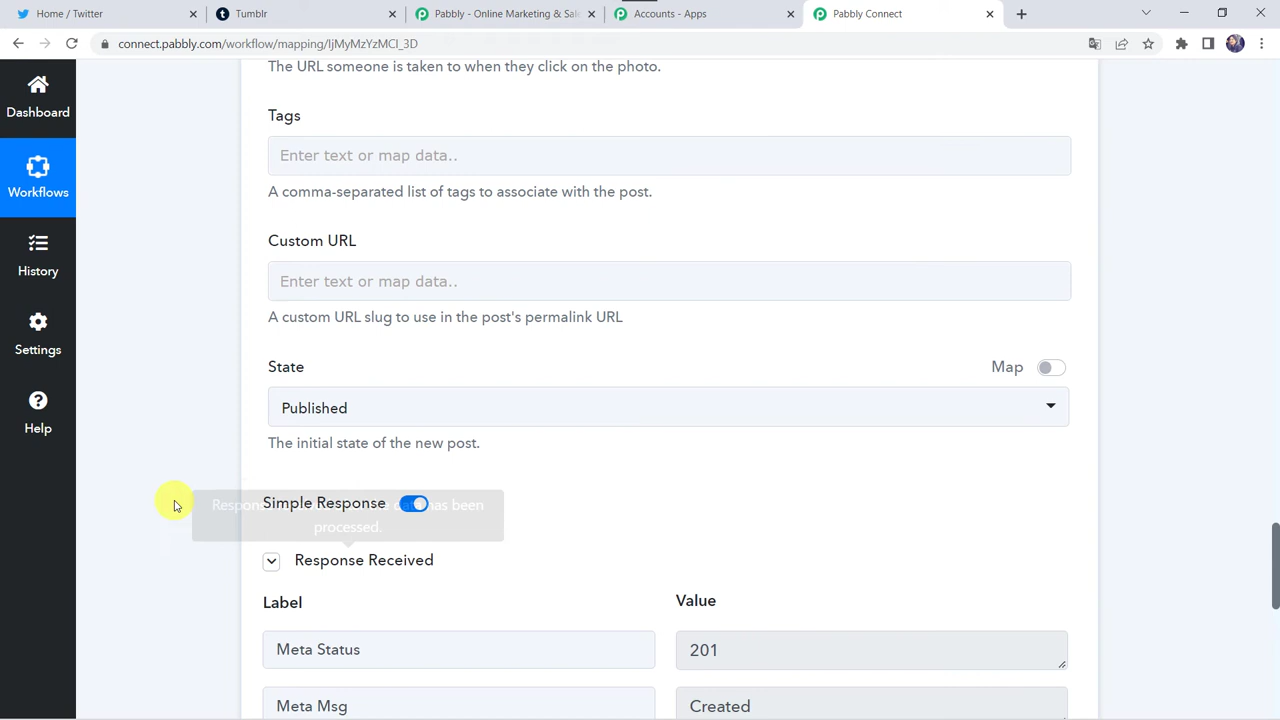 Home / Twitter
Tumblr
Pabbly - Online Marketing & Sale
Accounts - Apps
Pabbly Connect
connect.pabbly.com/workflow/mapping/IjMyMzYzMCI_3D
Dashboard
Workflows
History
Settings
Help
The URL someone is taken to when they click on the photo.
Tags
Enter text or map data..
A comma-separated list of tags to associate with the post.
Custom URL
Enter text or map data..
A custom URL slug to use in the post's permalink URL
State
Map
Published
The initial state of the new post.
Simple Response
has been
processed.
Response Received
Label
Value
Meta Status
201
Meta Msg
Created